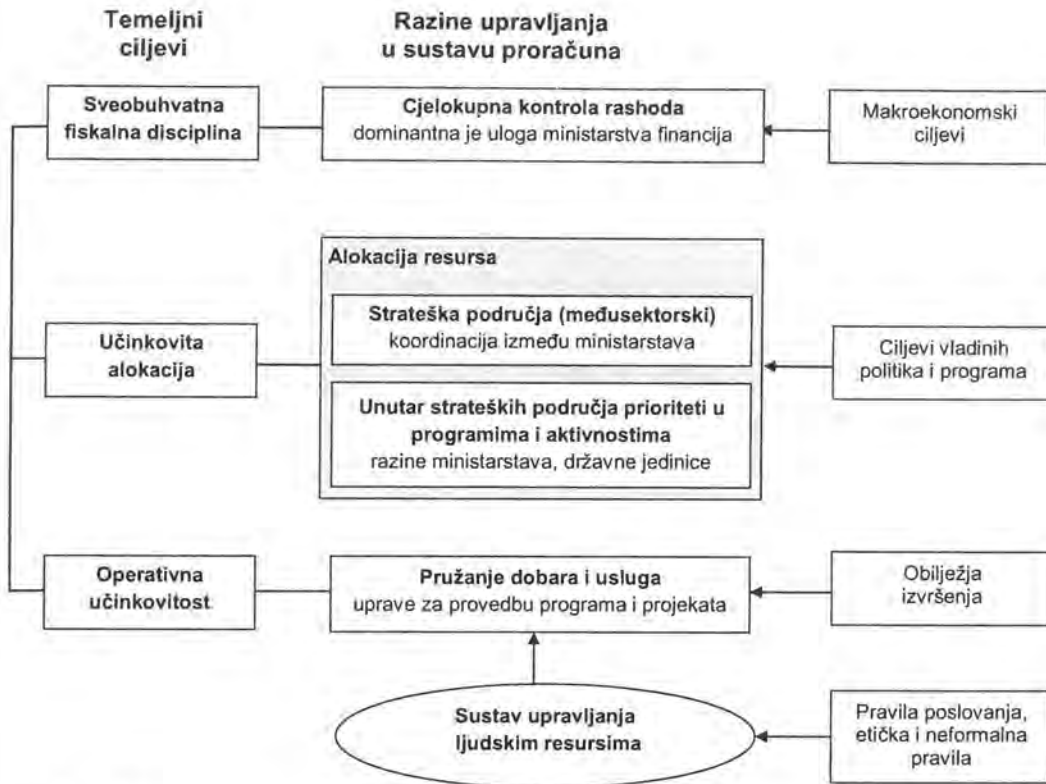 Temeljni
ciljevi
Razine upravljanja
u sustavu proračuna
Sveobuhvatna
fiskalna disciplina
Cjelokupna kontrola rashoda
dominantna je uloga ministarstva financija
Makroekonomski
ciljevi
Alokacija resursa
Strateška područja (međusektorski)
koordinacija između ministarstava
Učinkovita
alokacija
Ciljevi vladinih
politika i programa
Unutar strateških područja prioriteti u
programima i aktivnostima
razine ministarstava, državne jedinice
Operativna
učinkovitost
Pružanje dobara i usluga
uprave za provedbu programa i projekata
Obilježja
izvršenja
Sustav upravljanja
ljudskim resursima
Pravila poslovanja,
etička i neformalna
pravila